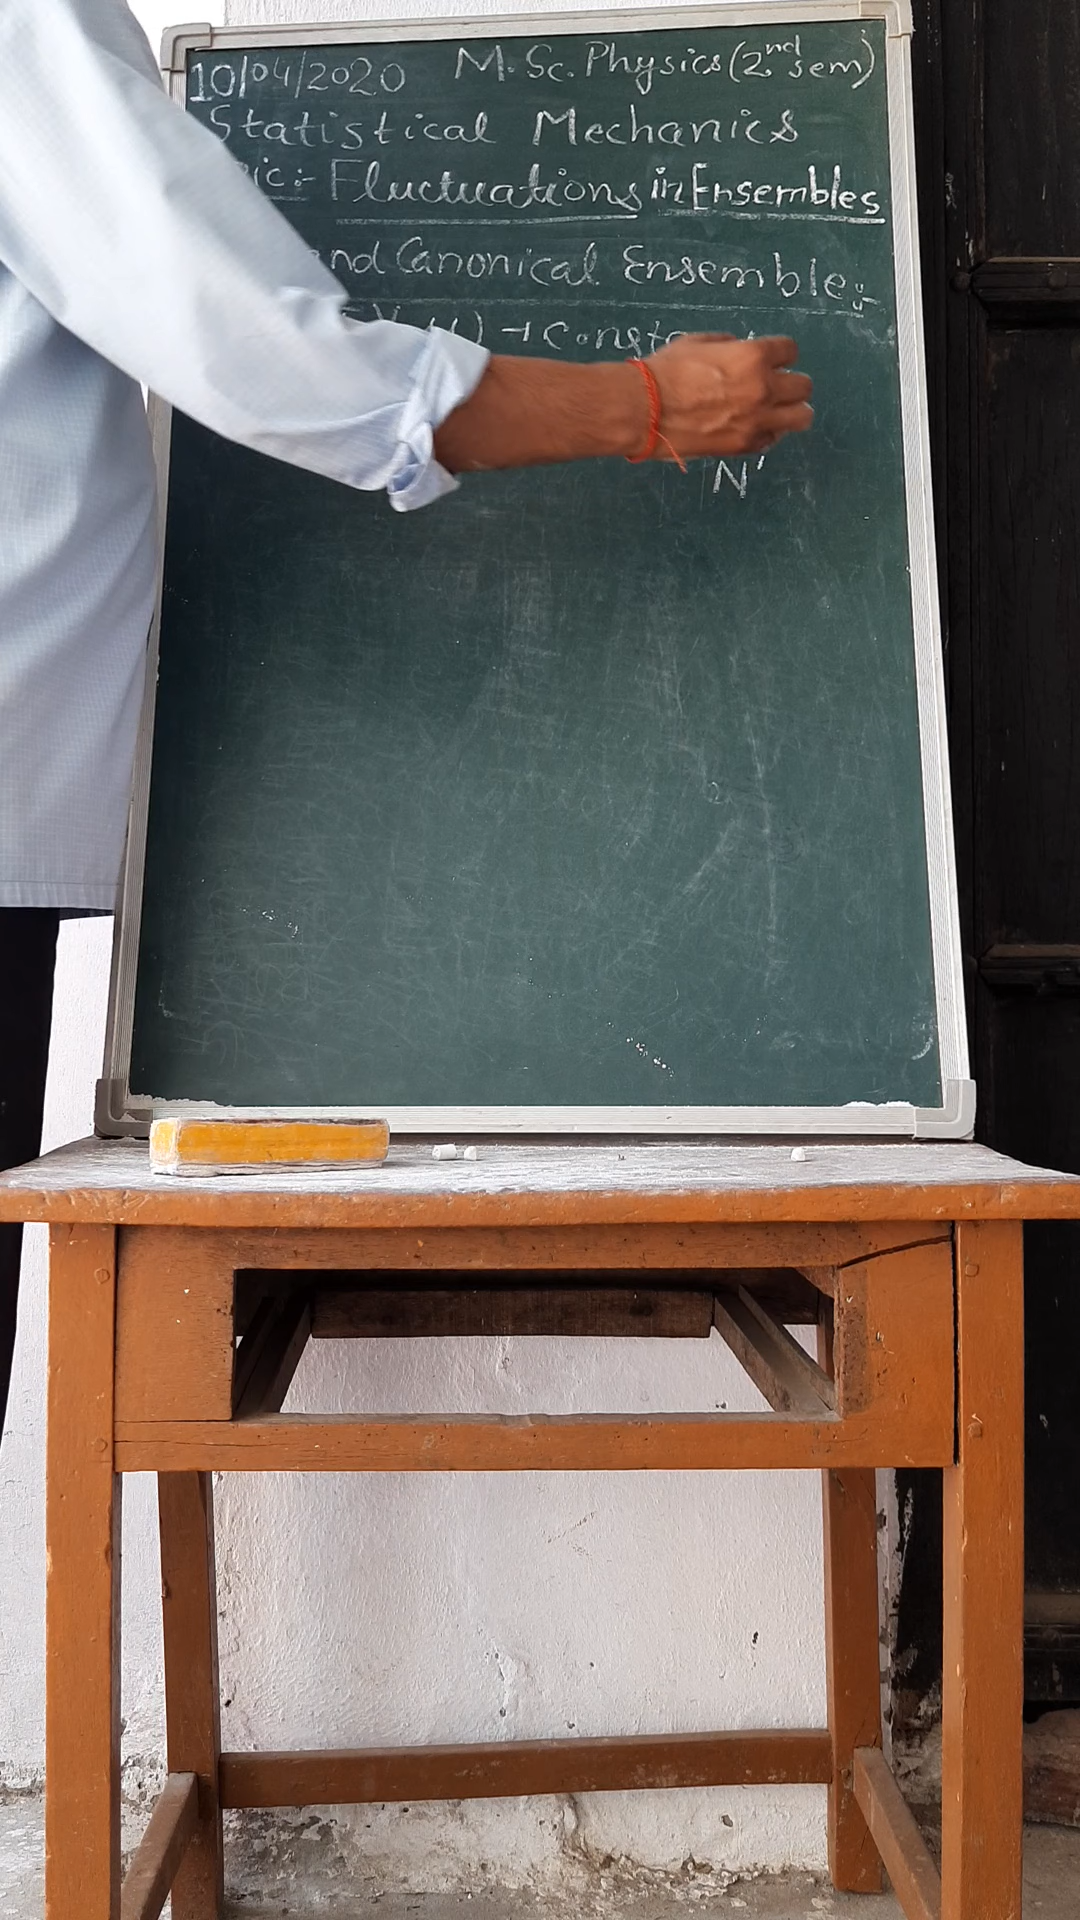 10/04/2020 M.Sc. Physics (2nd sem)
Statistical Mechanics
Fluctuations in Ensembles
Canonical Ensemble:-
N'